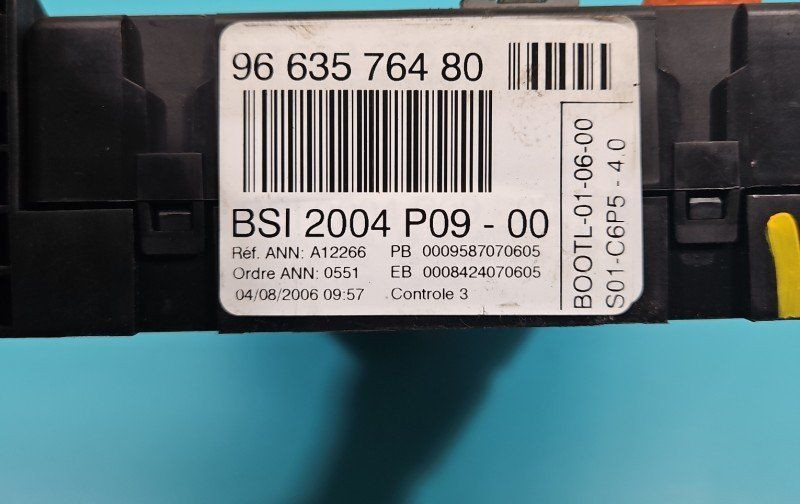 96 635 764 80
BSI 2004 P09 - 00
Réf. ANN: A12266 PB 0009587070605
Ordre ANN: 0551 EB 0008424070605
04/08/2006 09:57 Controle 3
BOOTL-01-06-00
S01-C6P5 - 4.0